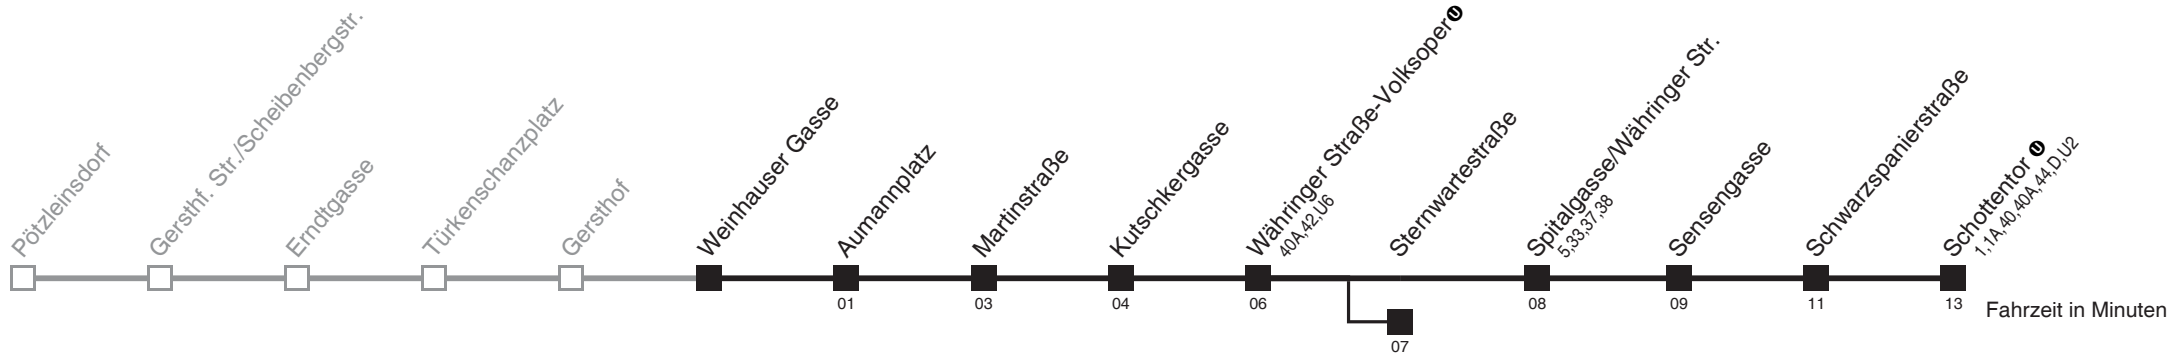 Pötzleinsdorf
Gersthf. Str./Scheibenbergstr.
Erndtgasse
Türkenschanzplatz
Gersthof
Weinhauser Gasse
Aumannplatz
Martinstraße
Kutschkergasse
Währinger Straße-Volksoper U
40A,42,U6
Sternwartestraße
Spitalgasse/Währinger Str.
5,33,37,38
Sensengasse
Schwarzspanierstraße
Schottentor U
1,1A,40,40A,44,D,U2
01
03
04
06
07
08
09
11
13
Fahrzeit in Minuten